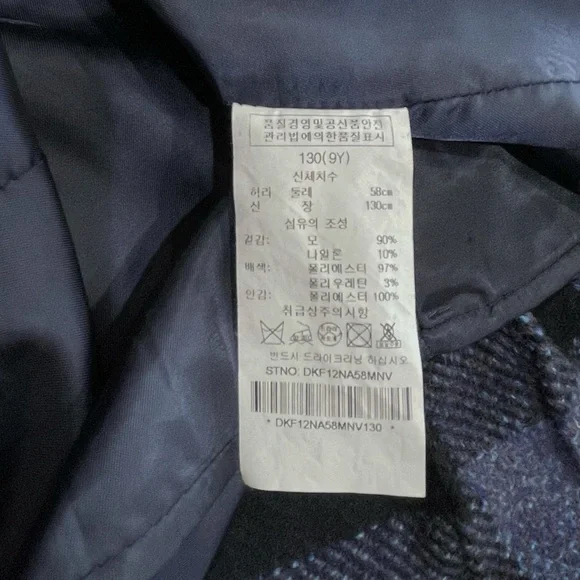 품질경영및공산품안전
관리법에의한품질표시
130(9Y)
신체치수
허리 둘레 58cm
신 장 130cm
섬유의 조성
겉감: 모 90%
나일론 10%
배색: 폴리에스터 97%
폴리우레탄 3%
안감: 폴리에스터 100%
취급상주의사항
반드시 드라이크리닝 하십시오
STNO: DKF12NA58MNV
* DKF12NA58MNV130 *